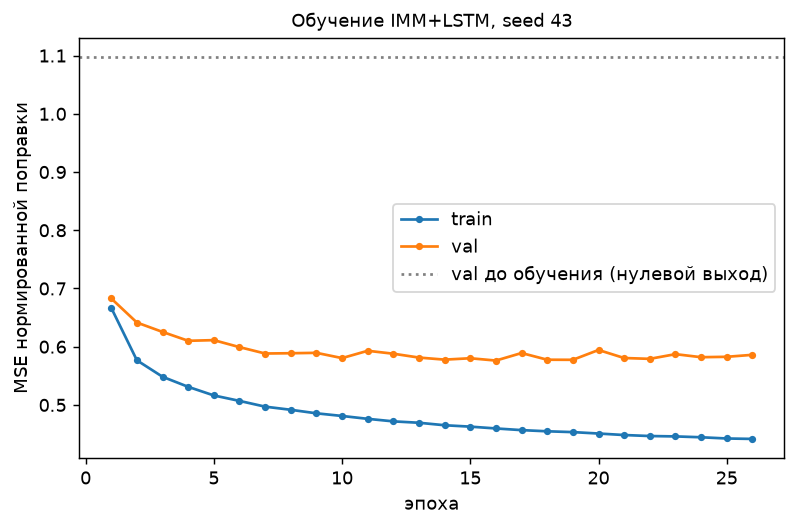 Обучение IMM+LSTM, seed 43
MSE нормированной поправки
1.1
1.0
0.9
0.8
0.7
0.6
0.5
train
val
val до обучения (нулевой выход)
0 5 10 15 20 25
эпоха